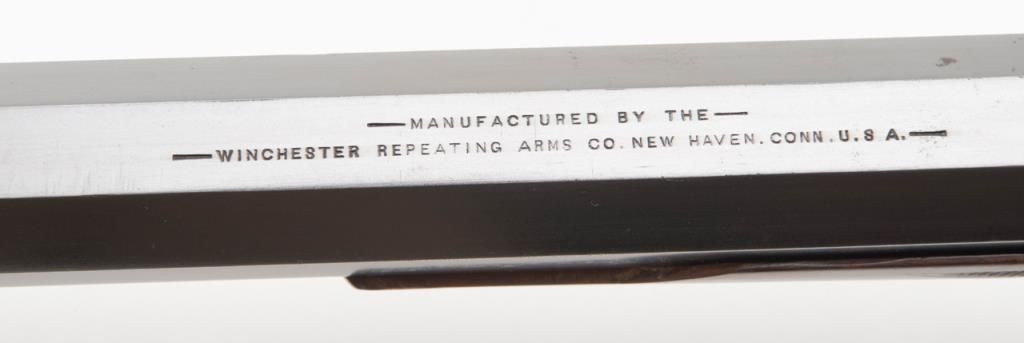 —MANUFACTURED BY THE—
—WINCHESTER REPEATING ARMS CO. NEW HAVEN. CONN. U.S.A.—